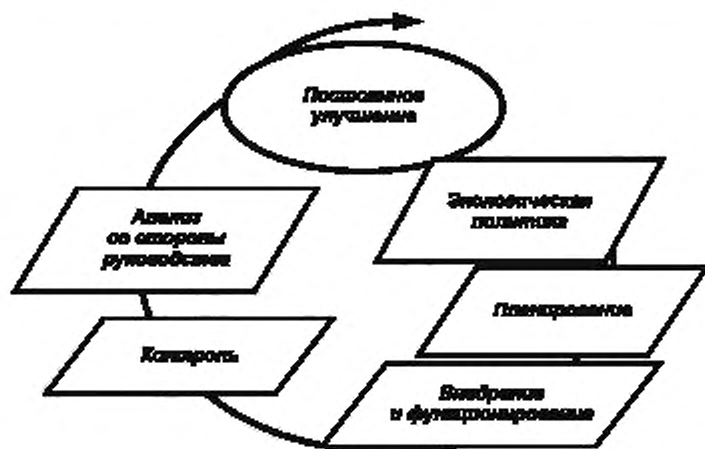 Постоянное
улучшение
Экологическая
политика
Планирование
Внедрение
и функционирование
Контроль
Анализ
со стороны
руководства